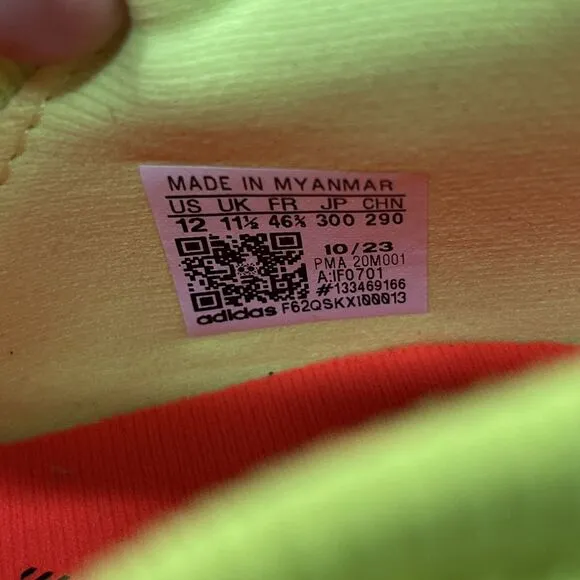 MADE IN MYANMAR
US UK FR JP CHN
12 11½ 46⅔ 300 290
10/23
PMA 20M001
A:IF0701
#133469166
adidas F62QSKX100013